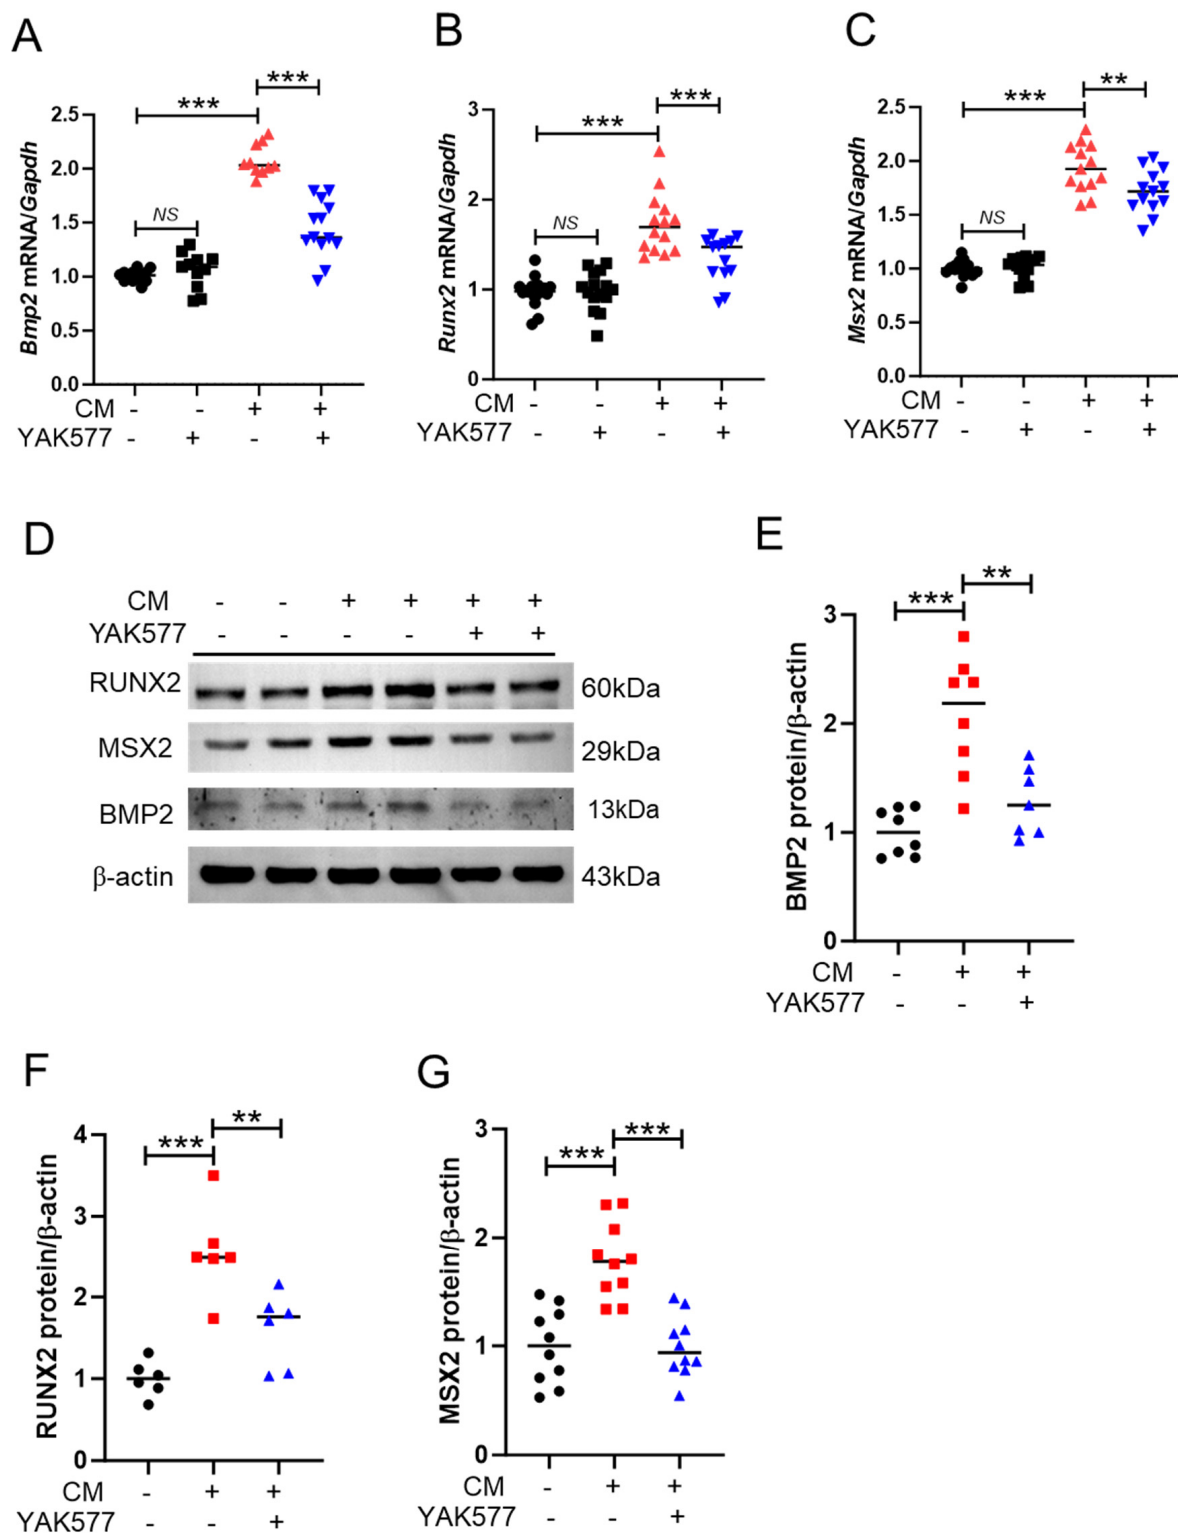 A
B
C
***
***
NS
2.5
2.0
1.5
1.0
0.5
0.0
Bmp2 mRNA/Gapdh
CM - - + +
YAK577 - + - +
***
***
NS
3
2
1
0
Runx2 mRNA/Gapdh
CM - - + +
YAK577 - + - +
***
**
NS
2.5
2.0
1.5
1.0
0.5
0.0
Msx2 mRNA/Gapdh
CM - - + +
YAK577 - + - +
D
CM - - + + + +
YAK577 - - - - + +
RUNX2 60kDa
MSX2 29kDa
BMP2 13kDa
β-actin 43kDa
E
***
**
3
2
1
0
BMP2 protein/β-actin
CM - + +
YAK577 - - +
F
***
**
4
3
2
1
0
RUNX2 protein/β-actin
CM - + +
YAK577 - - +
G
***
***
3
2
1
0
MSX2 protein/β-actin
CM - + +
YAK577 - - +